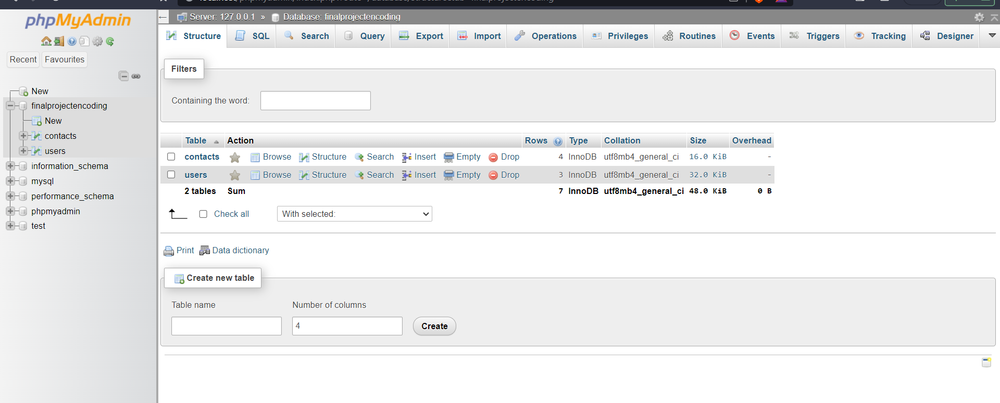 phpMyAdmin
Recent Favourites
New
finalprojectencoding
New
contacts
users
information_schema
mysql
performance_schema
phpmyadmin
test
Server: 127.0.0.1 » Database: finalprojectencoding
Structure SQL Search Query Export Import Operations Privileges Routines Events Triggers Tracking Designer
Filters
Containing the word:
Table Action Rows Type Collation Size Overhead
contacts Browse Structure Search Insert Empty Drop 4 InnoDB utf8mb4_general_ci 16.0 KiB -
users Browse Structure Search Insert Empty Drop 3 InnoDB utf8mb4_general_ci 32.0 KiB -
2 tables Sum 7 InnoDB utf8mb4_general_ci 48.0 KiB 0 B
Check all With selected:
Print Data dictionary
Create new table
Table name Number of columns
4 Create